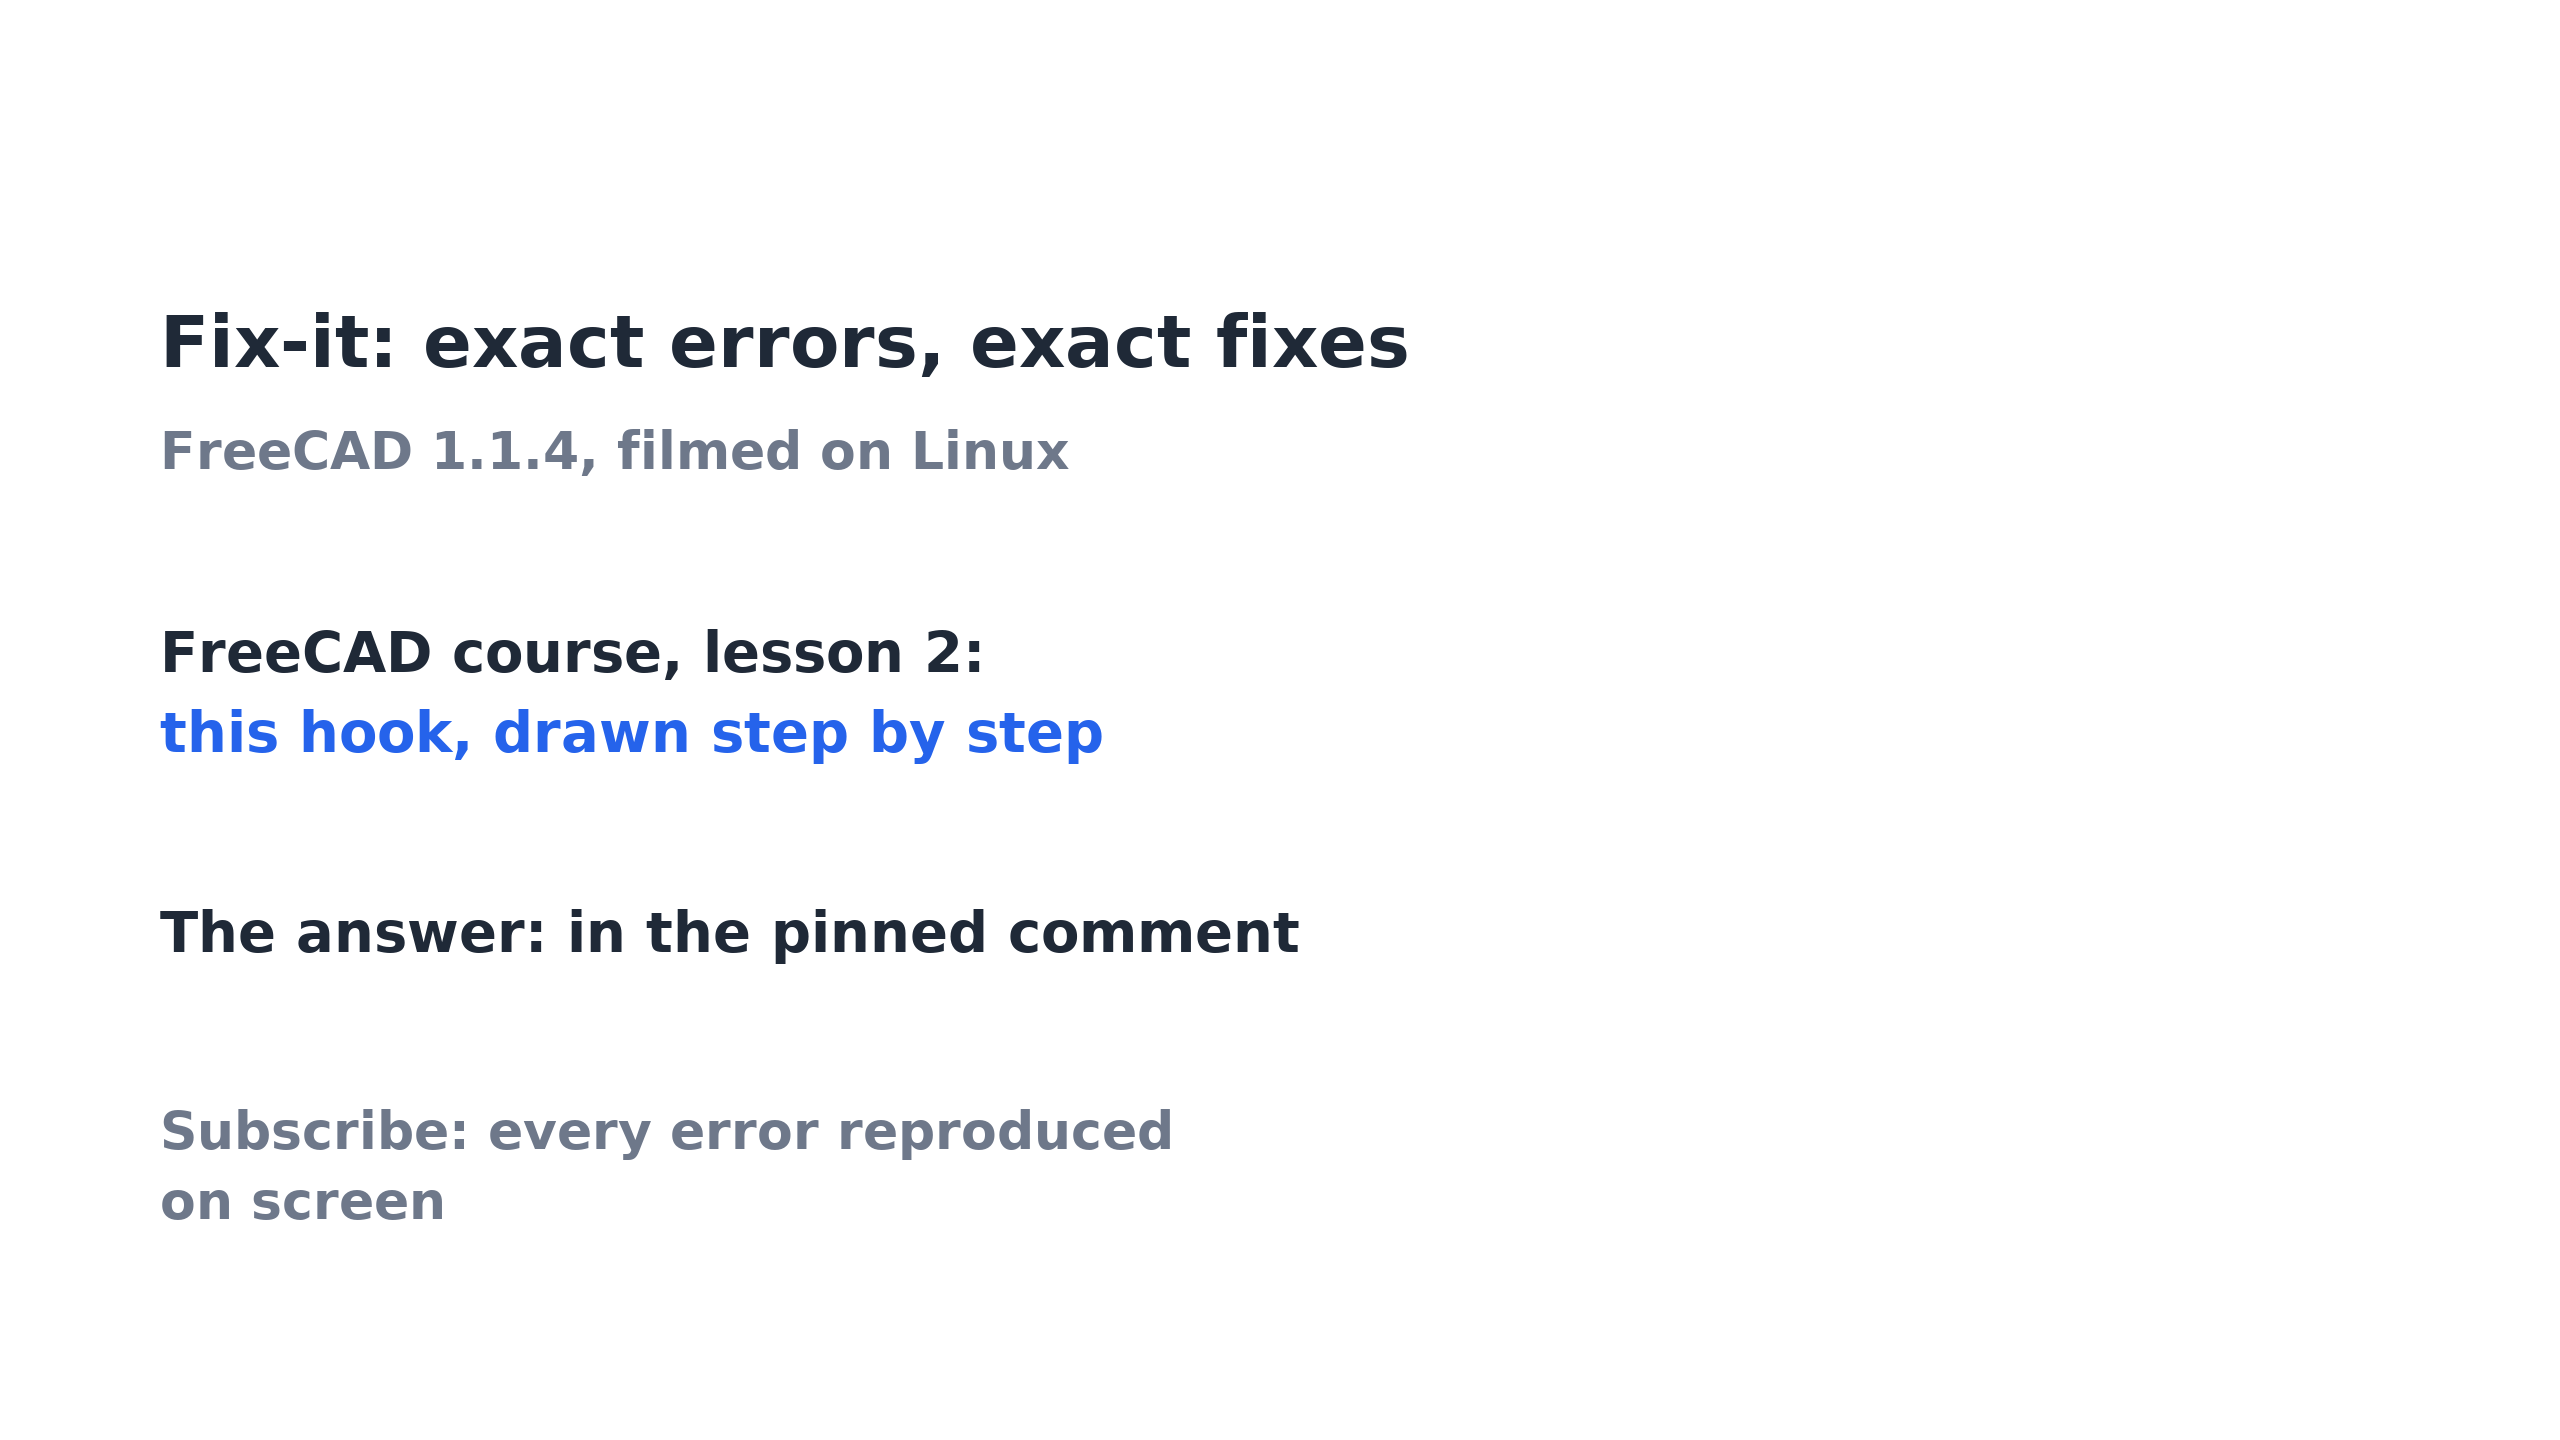 Fix-it: exact errors, exact fixes
FreeCAD 1.1.4, filmed on Linux
FreeCAD course, lesson 2:
this hook, drawn step by step
The answer: in the pinned comment
Subscribe: every error reproduced
on screen